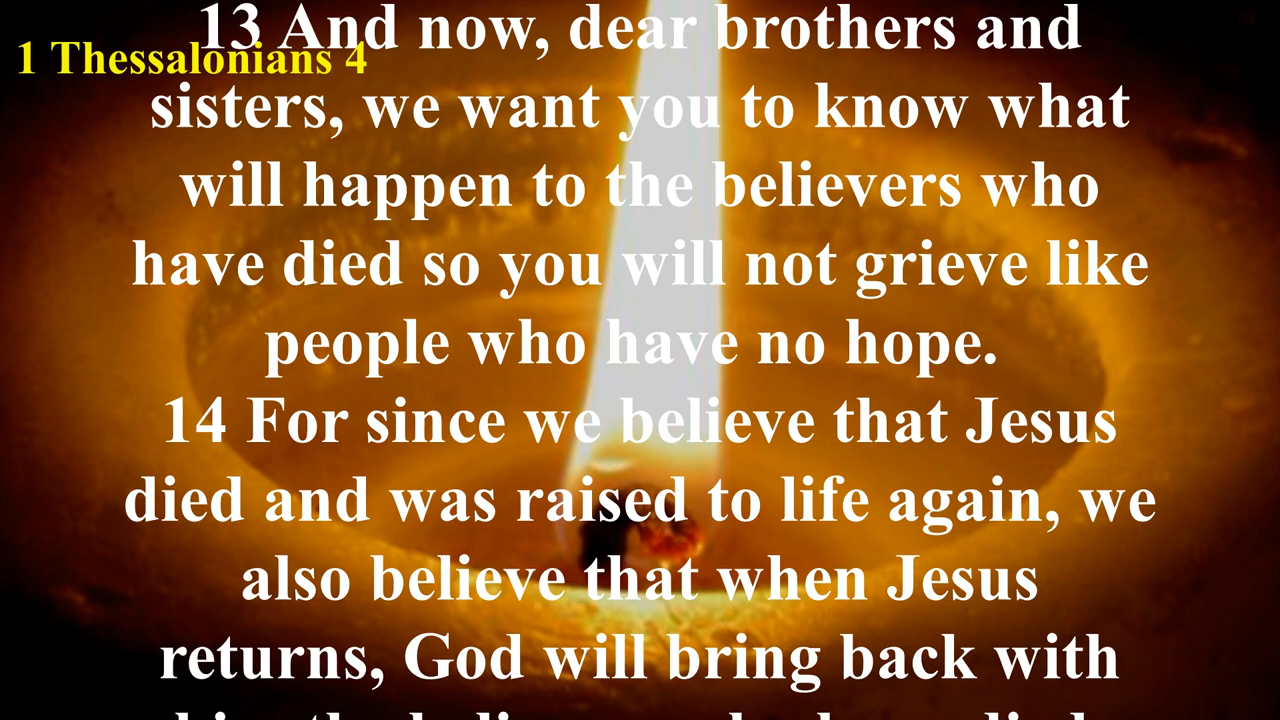 13 And now, dear brothers and
1 Thessalonians 4
sisters, we want you to know what
will happen to the believers who
have died so you will not grieve like
people who have no hope.
14 For since we believe that Jesus
died and was raised to life again, we
also believe that when Jesus
returns, God will bring back with